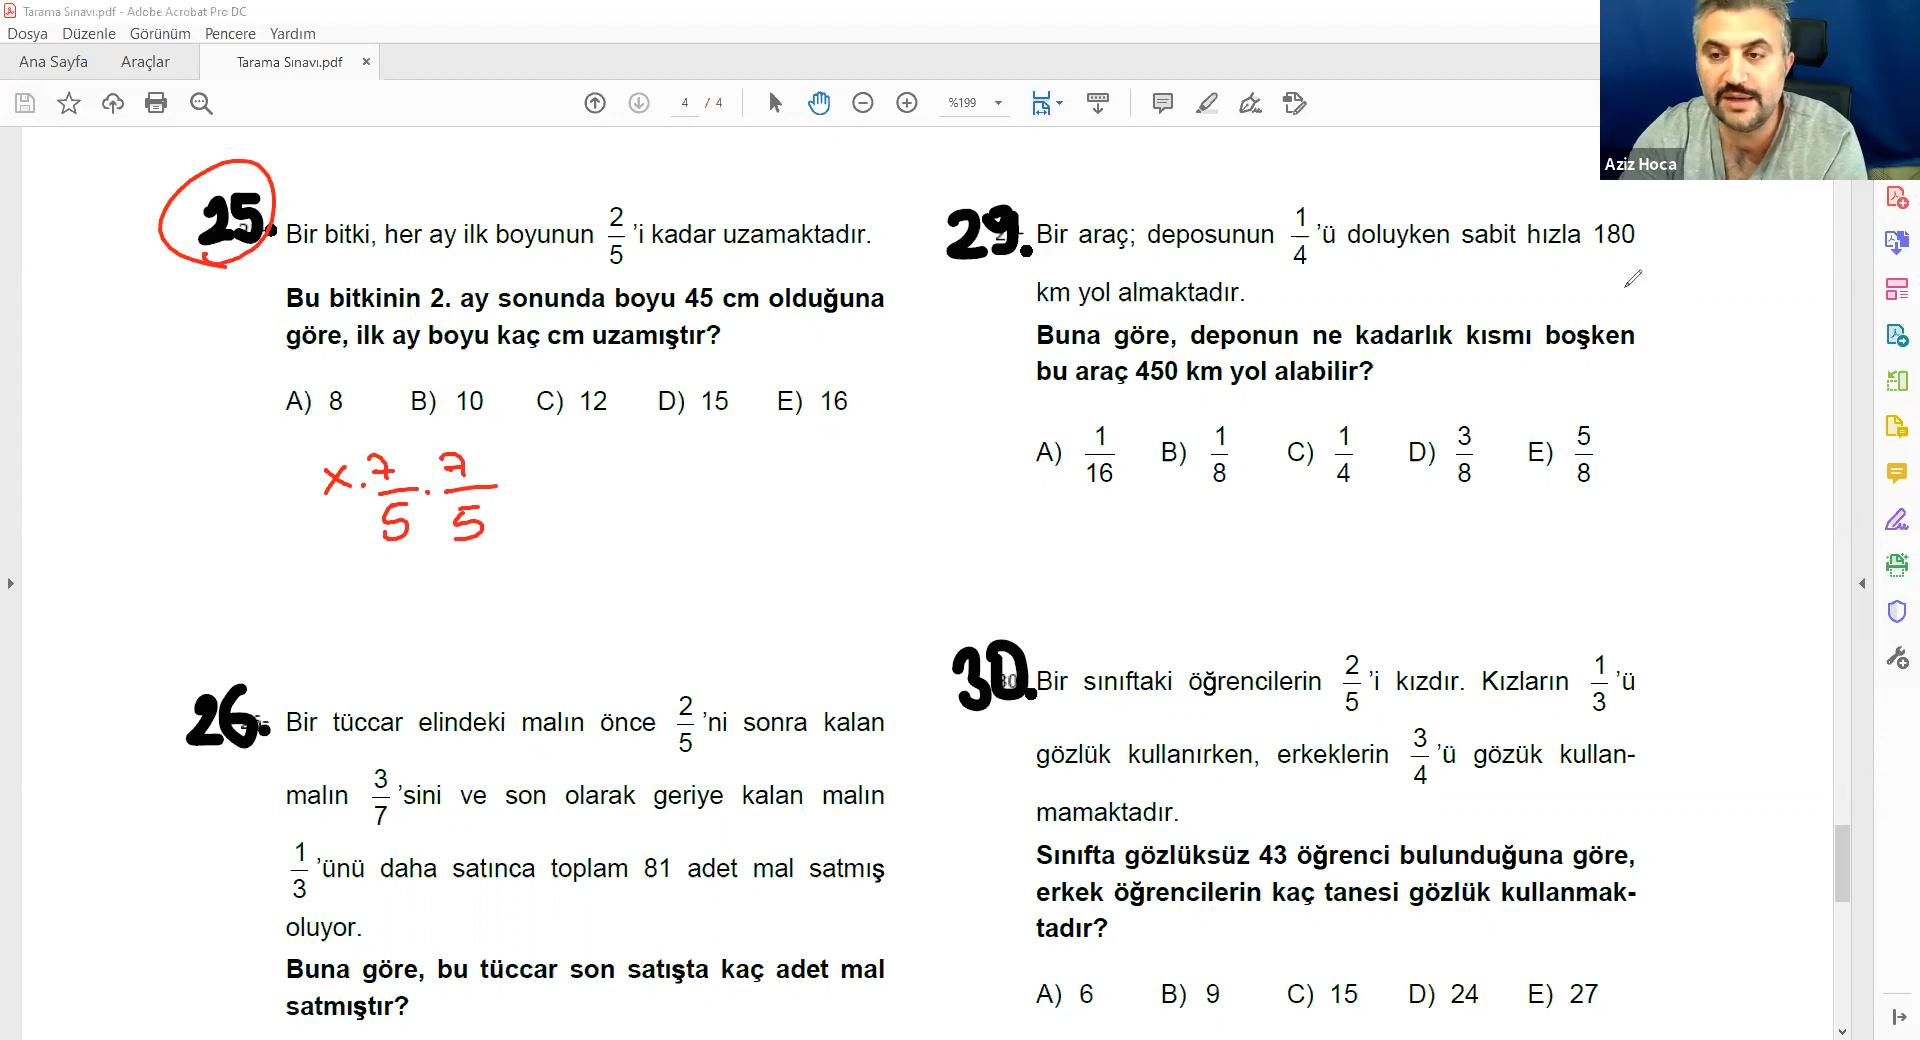 Tarama Sınavı.pdf - Adobe Acrobat Pro DC
Dosya Düzenle Görünüm Pencere Yardım
Ana Sayfa Araçlar Tarama Sınavı.pdf ×
4 / 4 %199
Aziz Hoca
25. Bir bitki, her ay ilk boyunun 2/5 'i kadar uzamaktadır.
Bu bitkinin 2. ay sonunda boyu 45 cm olduğuna
göre, ilk ay boyu kaç cm uzamıştır?
A) 8 B) 10 C) 12 D) 15 E) 16
x . 7/5 . 7/5
26. Bir tüccar elindeki malın önce 2/5 'ni sonra kalan
malın 3/7 'sini ve son olarak geriye kalan malın
1/3 'ünü daha satınca toplam 81 adet mal satmış
oluyor.
Buna göre, bu tüccar son satışta kaç adet mal
satmıştır?
29. Bir araç; deposunun 1/4 'ü doluyken sabit hızla 180
km yol almaktadır.
Buna göre, deponun ne kadarlık kısmı boşken
bu araç 450 km yol alabilir?
A) 1/16 B) 1/8 C) 1/4 D) 3/8 E) 5/8
30. Bir sınıftaki öğrencilerin 2/5 'i kızdır. Kızların 1/3 'ü
gözlük kullanırken, erkeklerin 3/4 'ü gözük kullan-
mamaktadır.
Sınıfta gözlüksüz 43 öğrenci bulunduğuna göre,
erkek öğrencilerin kaç tanesi gözlük kullanmak-
tadır?
A) 6 B) 9 C) 15 D) 24 E) 27